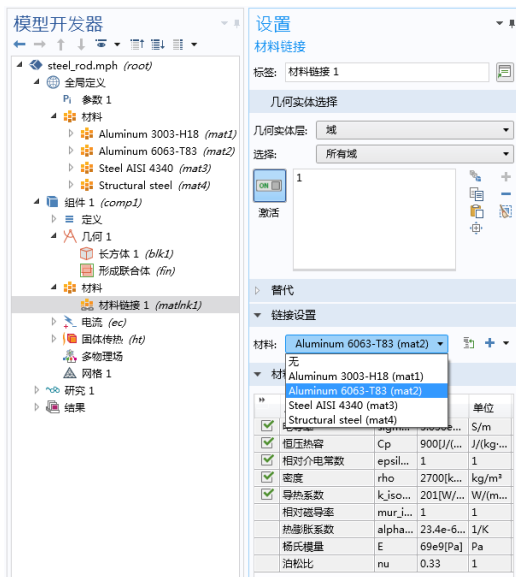 模型开发器
steel_rod.mph (root)
全局定义
Pi 参数 1
材料
Aluminum 3003-H18 (mat1)
Aluminum 6063-T83 (mat2)
Steel AISI 4340 (mat3)
Structural steel (mat4)
组件 1 (comp1)
定义
几何 1
长方体 1 (blk1)
形成联合体 (fin)
材料
材料链接 1 (matlnk1)
电流 (ec)
固体传热 (ht)
多物理场
网格 1
研究 1
结果
设置
材料链接
标签: 材料链接 1
几何实体选择
几何实体层: 域
选择: 所有域
ON
1
激活
替代
链接设置
材料: Aluminum 6063-T83 (mat2)
无
Aluminum 3003-H18 (mat1)
Aluminum 6063-T83 (mat2)
Steel AISI 4340 (mat3)
Structural steel (mat4)
单位
S/m
恒压热容 Cp 900[J/(... J/(kg·...
相对介电常数 epsil... 1 1
密度 rho 2700[k... kg/m³
导热系数 k_iso... 201[W/... W/(m...
相对磁导率 mur_i... 1 1
热膨胀系数 alpha... 23.4e-6... 1/K
杨氏模量 E 69e9[Pa] Pa
泊松比 nu 0.33 1